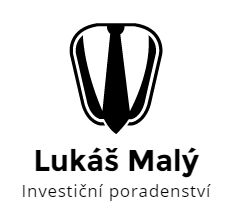 Lukáš Malý
Investiční poradenství